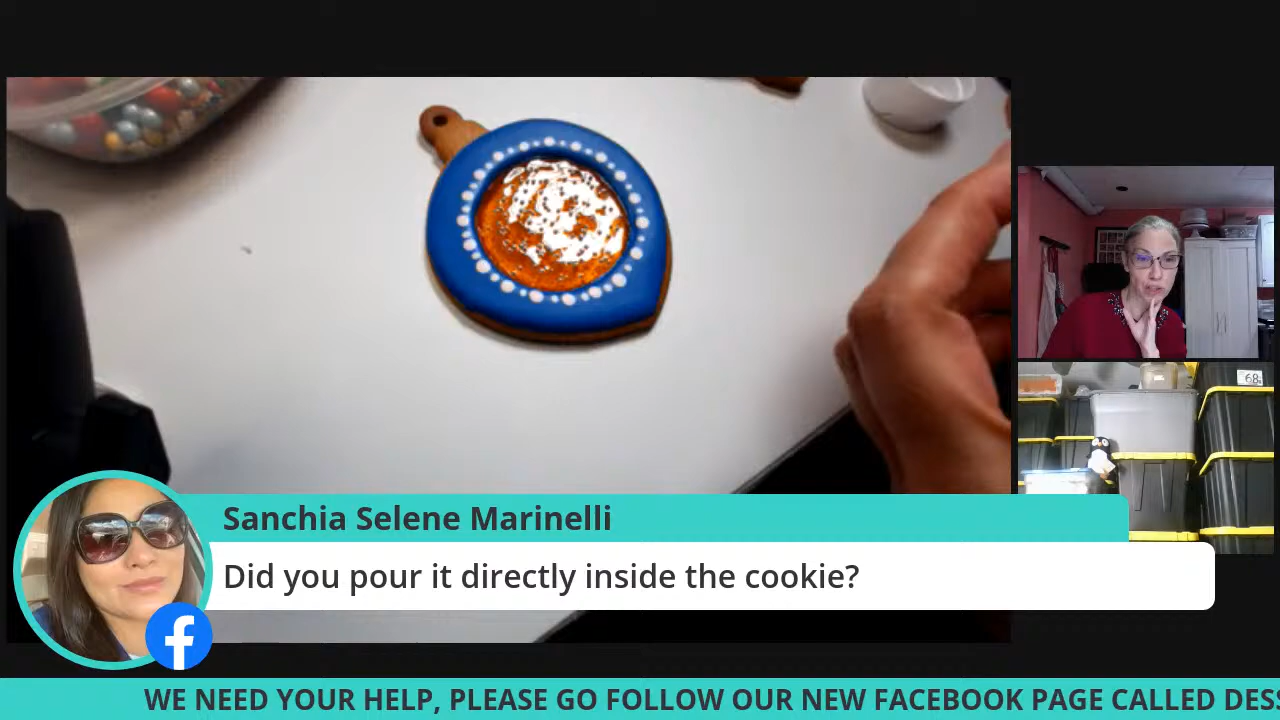 68
Sanchia Selene Marinelli
Did you pour it directly inside the cookie?
WE NEED YOUR HELP, PLEASE GO FOLLOW OUR NEW FACEBOOK PAGE CALLED